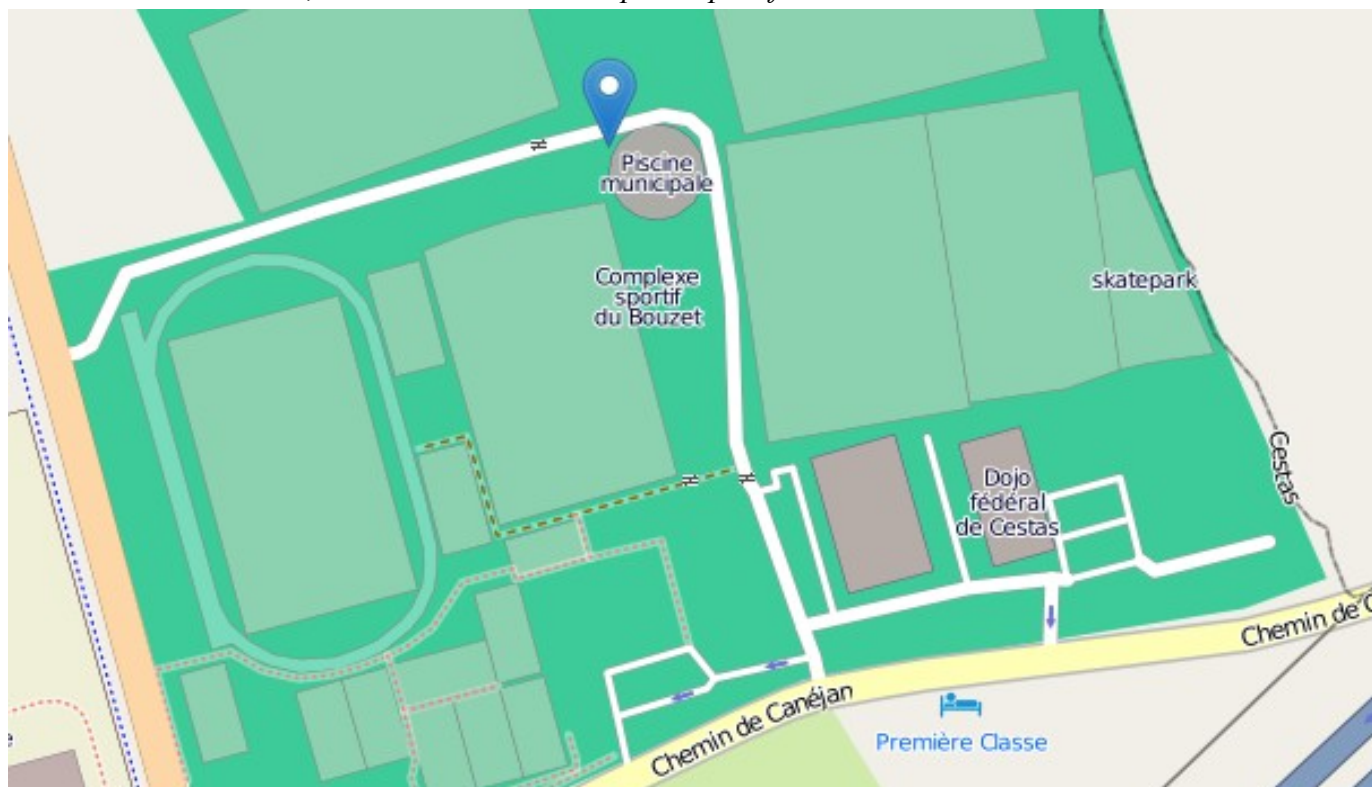 Piscine
municipale
Complexe
sportif
du Bouzet
skatepark
Cestas
Dojo
fédéral
de Cestas
Chemin de
Chemin de Canéjan
Première Classe